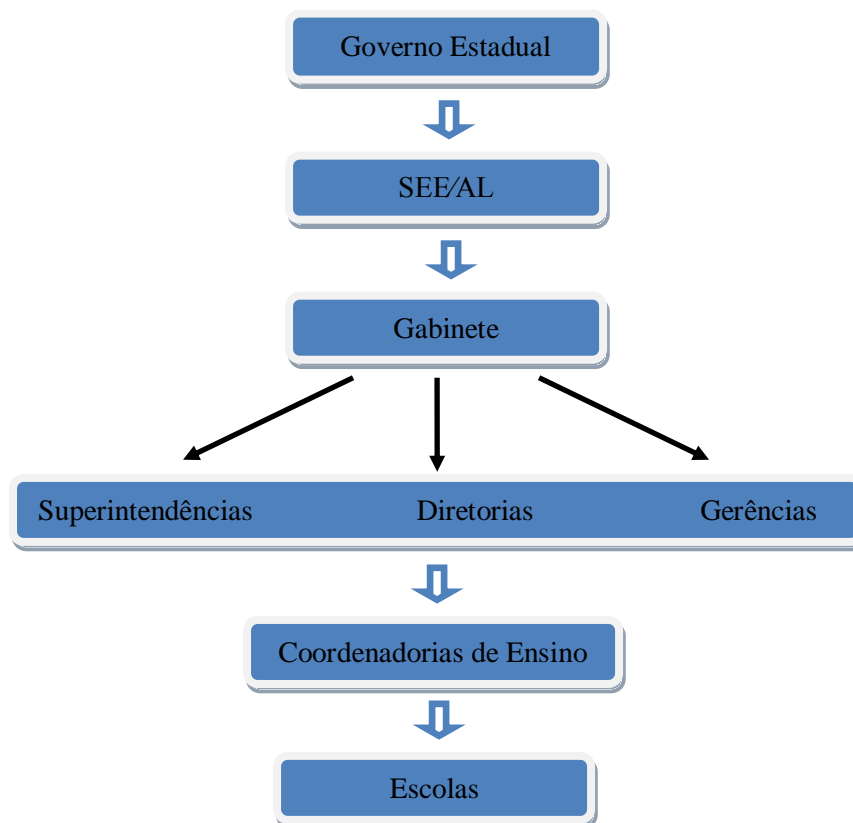 Governo Estadual
SEE/AL
Gabinete
Superintendências Diretorias Gerências
Coordenadorias de Ensino
Escolas